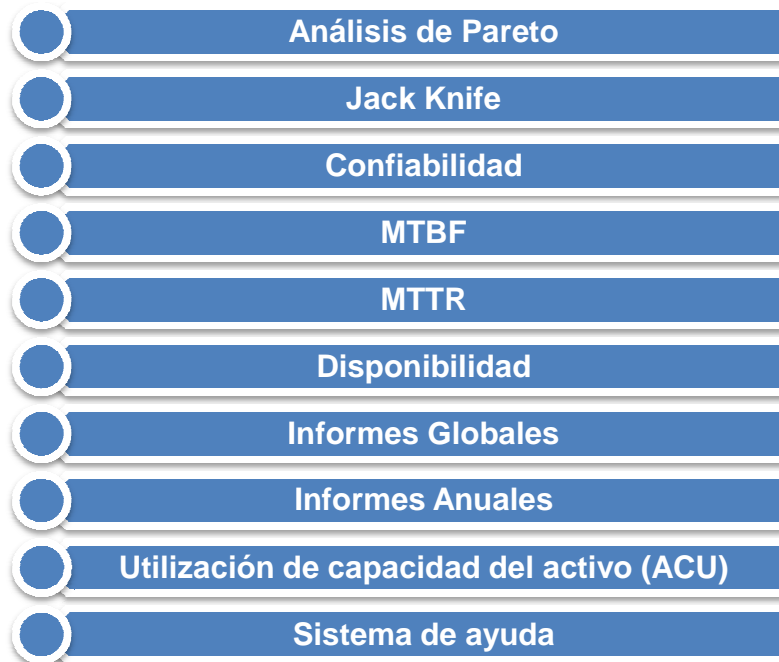 Análisis de Pareto
Jack Knife
Confiabilidad
MTBF
MTTR
Disponibilidad
Informes Globales
Informes Anuales
Utilización de capacidad del activo (ACU)
Sistema de ayuda